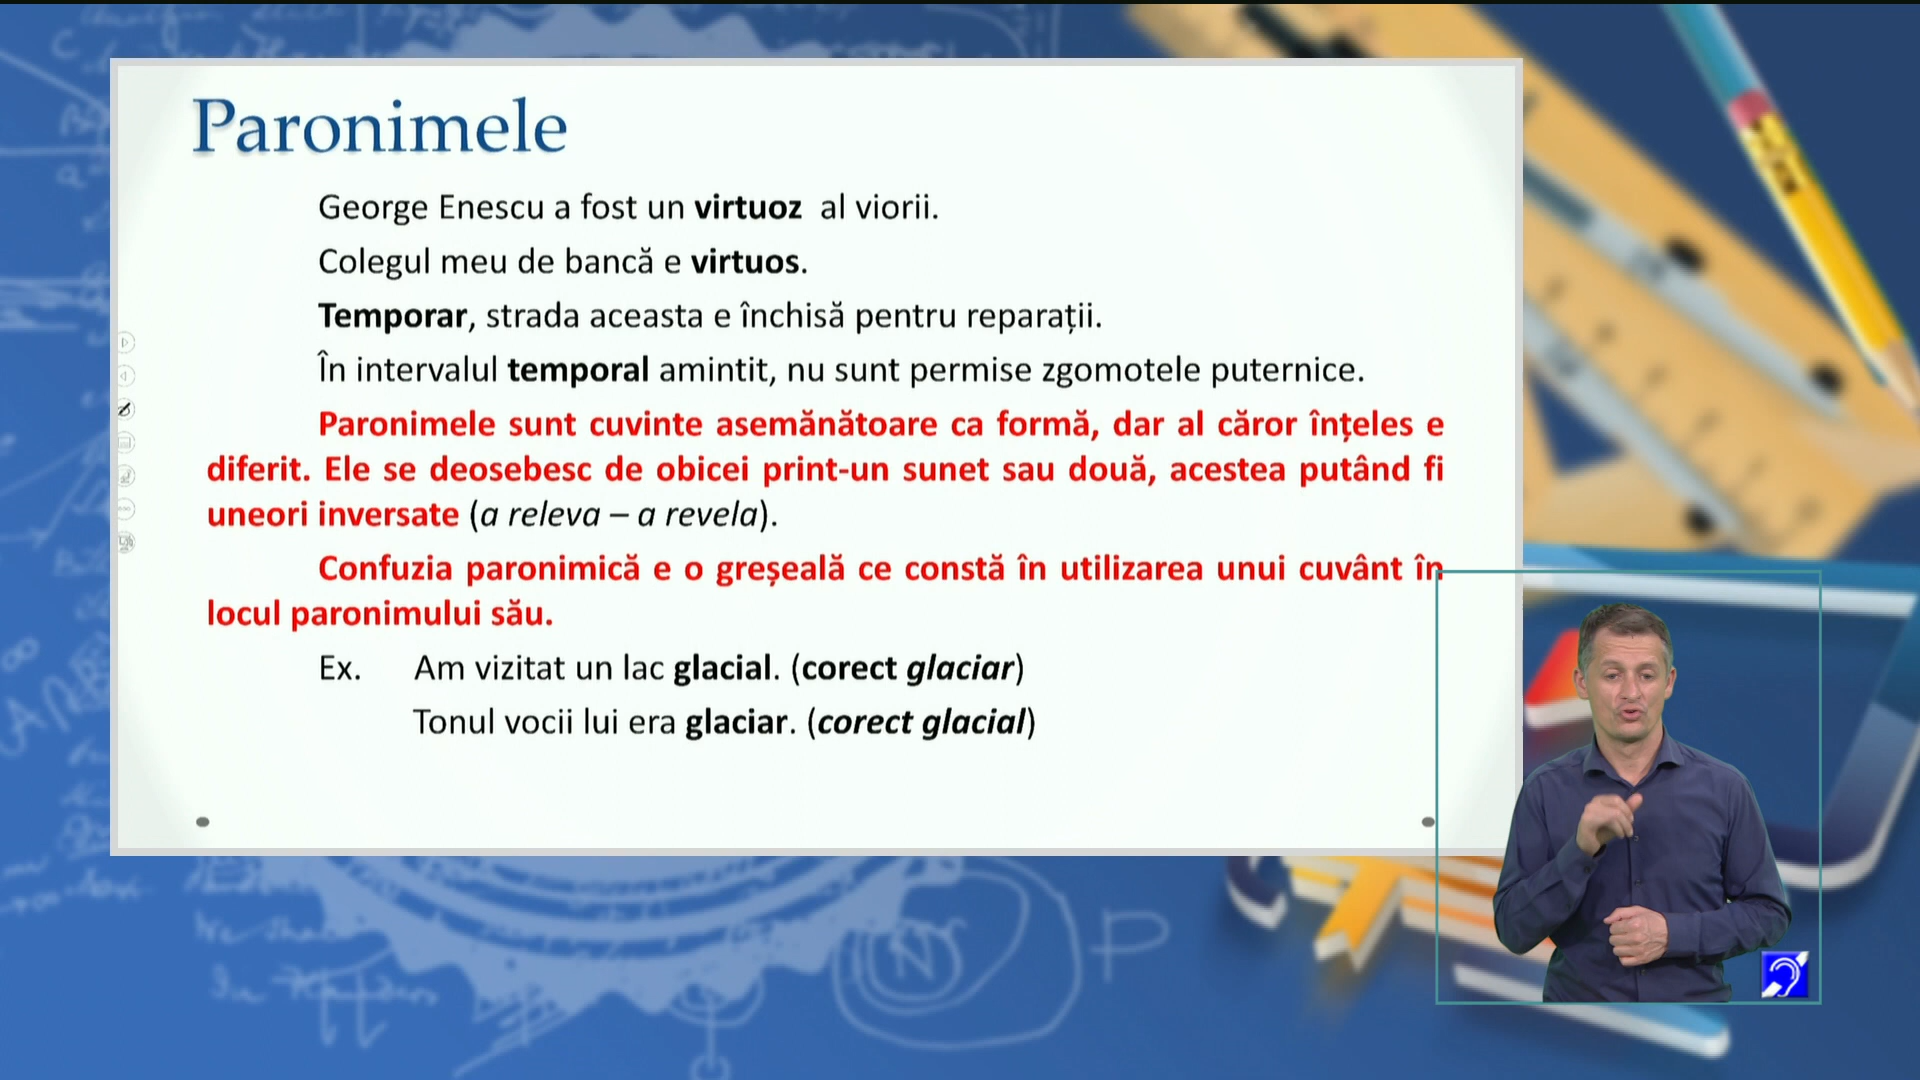 Paronimele
George Enescu a fost un virtuoz al viorii.
Colegul meu de bancă e virtuos.
Temporar, strada aceasta e închisă pentru reparații.
În intervalul temporal amintit, nu sunt permise zgomotele puternice.
Paronimele sunt cuvinte asemănătoare ca formă, dar al căror înțeles e
diferit. Ele se deosebesc de obicei print-un sunet sau două, acestea putând fi
uneori inversate (a releva – a revela).
Confuzia paronimică e o greșeală ce constă în utilizarea unui cuvânt în
locul paronimului său.
Ex. Am vizitat un lac glacial. (corect glaciar)
Tonul vocii lui era glaciar. (corect glacial)
N
P